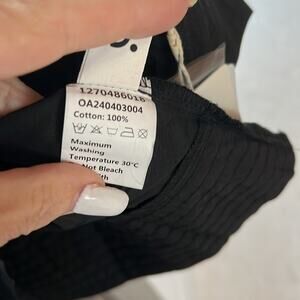 1270486018
OA240403004
Cotton: 100%
Maximum
Washing
Temperature 30°C
Not Bleach